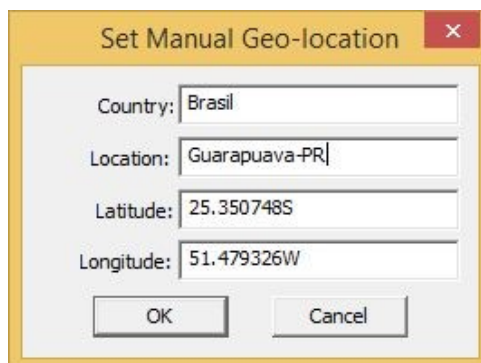 Set Manual Geo-location
Country: Brasil
Location: Guarapuava-PR
Latitude: 25.350748S
Longitude: 51.479326W
OK Cancel